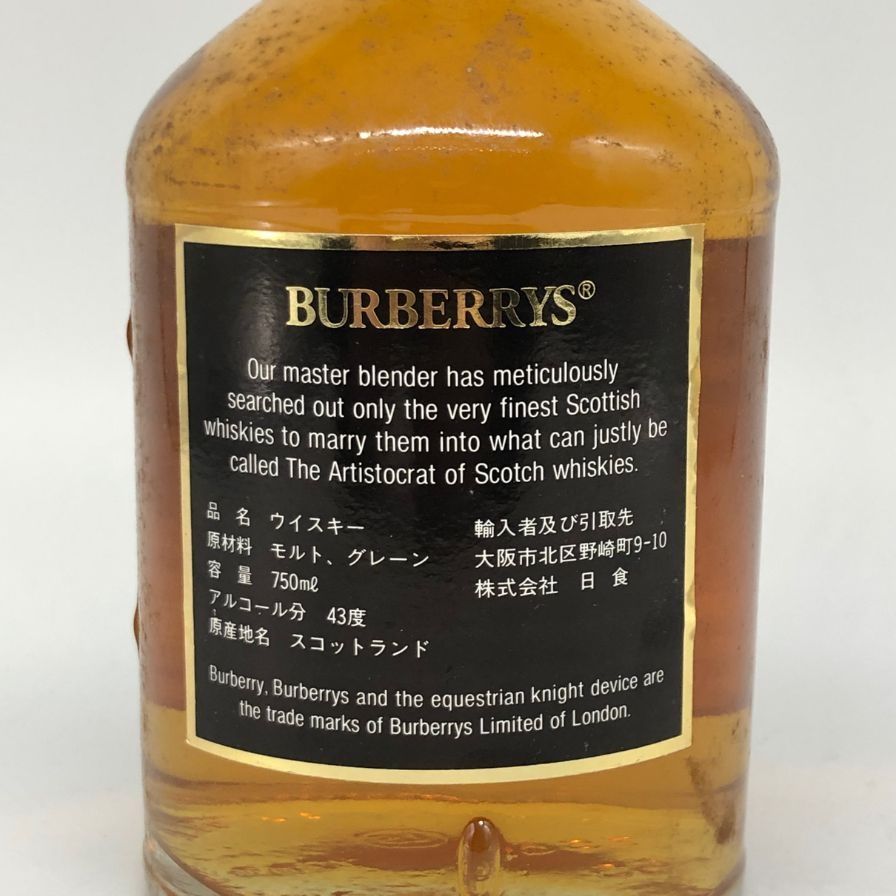 BURBERRYS®
Our master blender has meticulously
searched out only the very finest Scottish
whiskies to marry them into what can justly be
called The Artistocrat of Scotch whiskies.
品 名 ウイスキー
原材料 モルト、グレーン
容 量 750mℓ
アルコール分 43度
原産地名 スコットランド
輸入者及び引取先
大阪市北区野崎町9-10
株式会社 日 食
Burberry, Burberrys and the equestrian knight device are
the trade marks of Burberrys Limited of London.